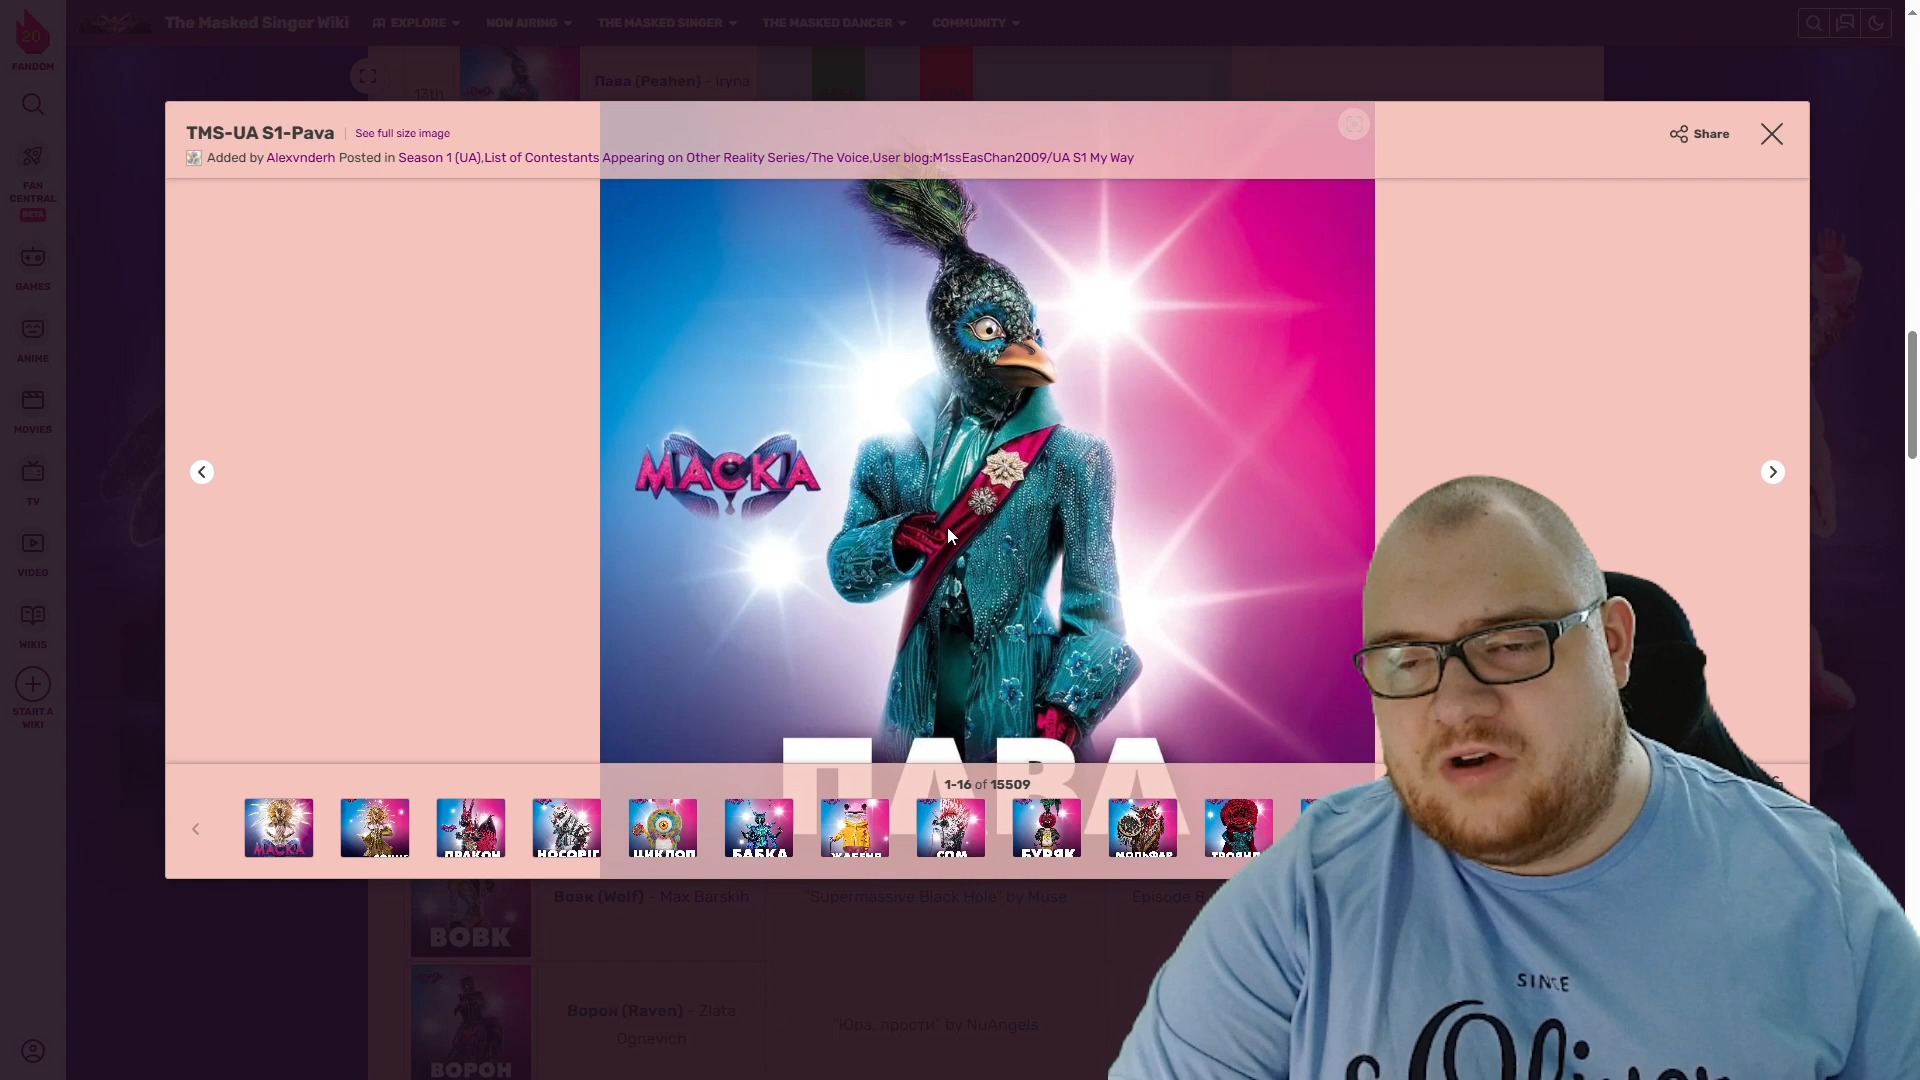 The Masked Singer Wiki
EXPLORE
NOW AIRING
THE MASKED SINGER
THE MASKED DANCER
COMMUNITY
20
FANDOM
FAN CENTRAL
BETA
GAMES
ANIME
MOVIES
TV
VIDEO
WIKIS
START A WIKI
13th
Пава (Peahen) - Iryna
TMS-UA S1-Pava
See full size image
Added by Alexvnderh Posted in Season 1 (UA),List of Contestants Appearing on Other Reality Series/The Voice,User blog:M1ssEasChan2009/UA S1 My Way
Share
МАСКА
ПАВА
1-16 of 15509
МАСКА
ДРАКОН
НОСОРІГ
ЦИКЛОП
БАБКА
ЖАБЕНЯ
СОМ
БУРЯК
МОЛЬФАР
Вовк (Wolf) - Max Barskih
"Supermassive Black Hole" by Muse
Episode 6
ВОВК
Ворон (Raven) - Zlata
Ognevich
"Юра, прости" by NuAngels
ВОРОН
SINCE